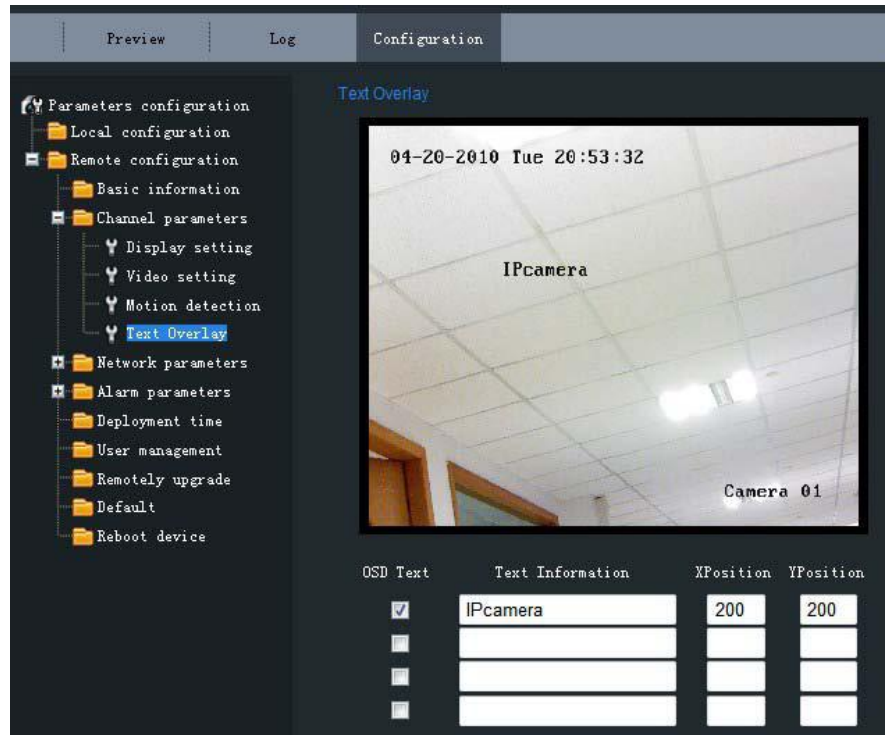 Preview Log Configuration
Parameters configuration
Local configuration
Remote configuration
Basic information
Channel parameters
Display setting
Video setting
Motion detection
Text Overlay
Network parameters
Alarm parameters
Deployment time
User management
Remotely upgrade
Default
Reboot device
Text Overlay
04-20-2010 Tue 20:53:32
IPcamera
Camera 01
OSD Text Text Information XPosition YPosition
IPcamera 200 200